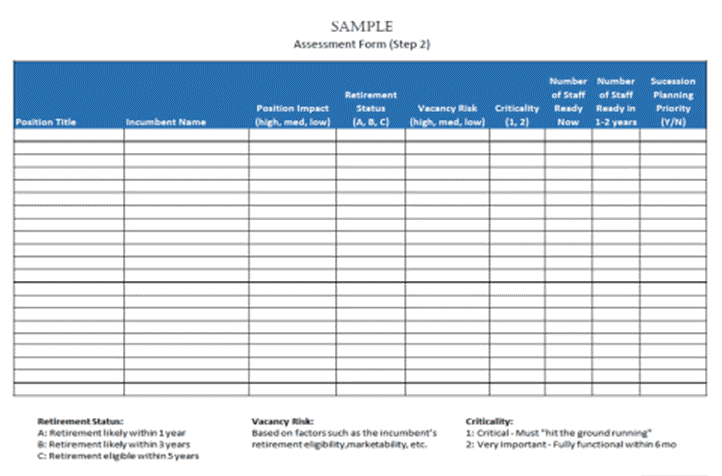 SAMPLE
Assessment Form (Step 2)
Position Title
Incumbent Name
Position Impact
(high, med, low)
Retirement
Status
(A, B, C)
Vacancy Risk
(high, med, low)
Criticality
(1, 2)
Number
of Staff
Ready
Now
Number
of Staff
Ready in
1-2 years
Sucession
Planning
Priority
(Y/N)
Retirement Status:
A: Retirement likely within 1 year
B: Retirement likely within 3 years
C: Retirement eligible within 5 years
Vacancy Risk:
Based on factors such as the incumbent's
retirement eligibility,marketability, etc.
Criticality:
1: Critical - Must "hit the ground running"
2: Very Important - Fully functional within 6 mo